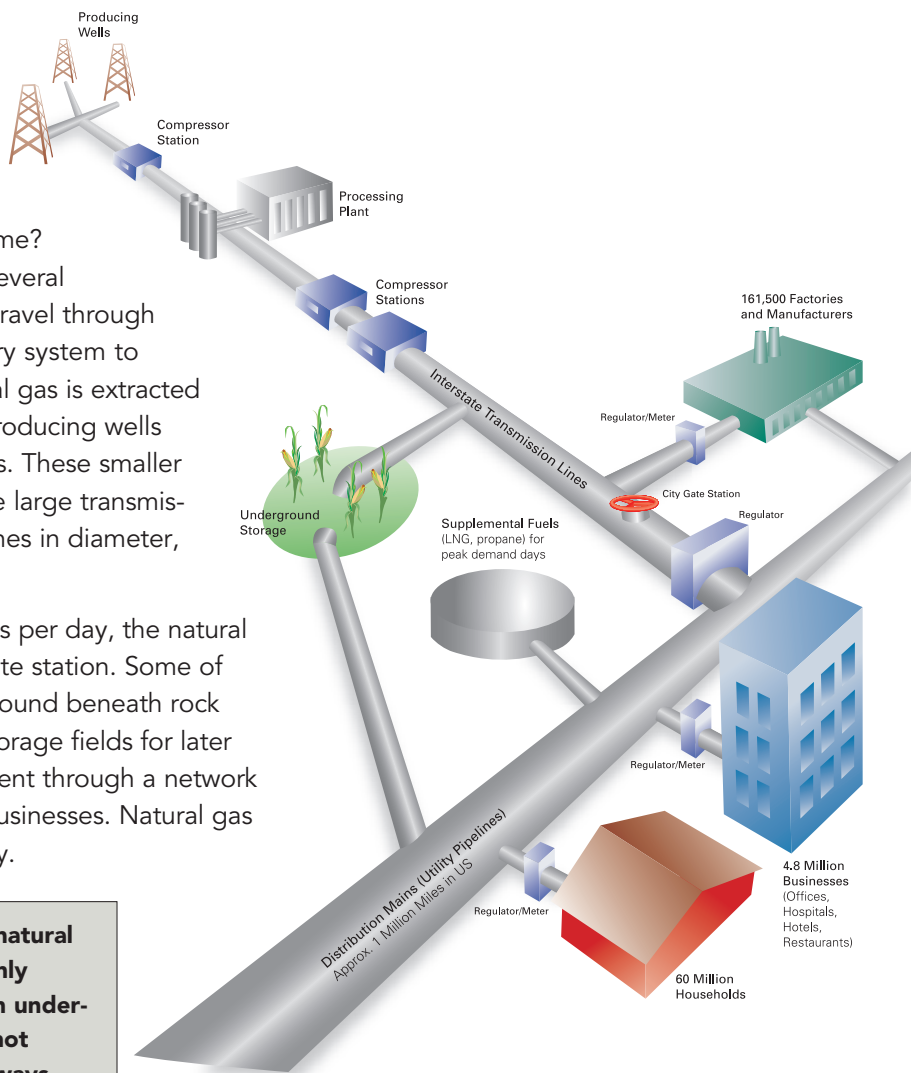 Producing
Wells
Compressor
Station
Processing
Plant
Compressor
Stations
161,500 Factories
and Manufacturers
Interstate Transmission Lines
Regulator/Meter
City Gate Station
Regulator
Underground
Storage
Supplemental Fuels
(LNG, propane) for
peak demand days
Regulator/Meter
4.8 Million
Businesses
(Offices,
Hospitals,
Hotels,
Restaurants)
Distribution Mains (Utility Pipelines)
Approx. 1 Million Miles in US
Regulator/Meter
60 Million
Households
me?
everal
ravel through
ry system to
al gas is extracted
roducing wells
s. These smaller
e large transmis-
nes in diameter,
s per day, the natural
te station. Some of
ound beneath rock
torage fields for later
ent through a network
usinesses. Natural gas
y.
natural
nly
n under-
not
ways